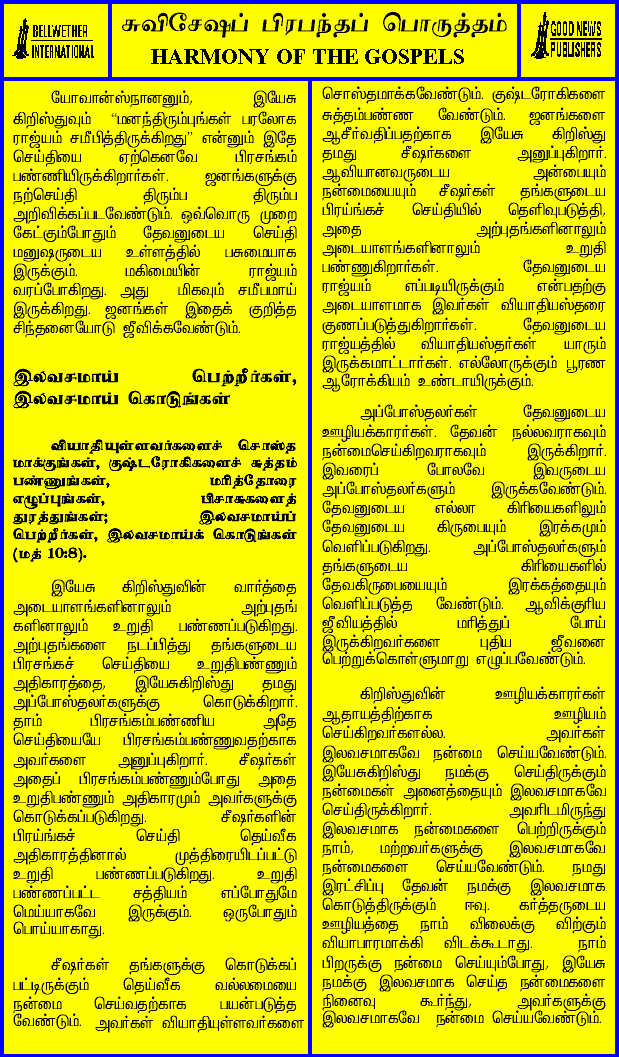 BELLWETHER
INTERNATIONAL
சுவிசேஷப் பிரபந்தப் பொருத்தம்
HARMONY OF THE GOSPELS
GOOD NEWS
PUBLISHERS
யோவான்ஸ்நானனும், இயேசு
கிறிஸ்துவும் “மனந்திரும்புங்கள் பரலோக
ராஜ்யம் சமீபித்திருக்கிறது” என்னும் இதே
செய்தியை ஏற்கெனவே பிரசங்கம்
பண்ணியிருக்கிறார்கள். ஜனங்களுக்கு
நற்செய்தி திரும்ப திரும்ப
அறிவிக்கப்படவேண்டும். ஒவ்வொரு முறை
கேட்கும்போதும் தேவனுடைய செய்தி
மனுஷருடைய உள்ளத்தில் பசுமையாக
இருக்கும். மகிமையின் ராஜ்யம்
வரப்போகிறது. அது மிகவும் சமீபமாய்
இருக்கிறது. ஜனங்கள் இதைக் குறித்த
சிந்தனையோடு ஜீவிக்கவேண்டும்.
இலவசமாய் பெற்றீர்கள்,
இலவசமாய் கொடுங்கள்
வியாதியுள்ளவர்களைச் சொஸ்த
மாக்குங்கள், குஷ்டரோகிகளைச் சுத்தம்
பண்ணுங்கள், மரித்தோரை
எழுப்புங்கள், பிசாசுகளைத்
துரத்துங்கள்; இலவசமாய்ப்
பெற்றீர்கள், இலவசமாய்க் கொடுங்கள்
(மத் 10:8).
இயேசு கிறிஸ்துவின் வார்த்தை
அடையாளங்களினாலும் அற்புதங்
களினாலும் உறுதி பண்ணப்படுகிறது.
அற்புதங்களை நடப்பித்து தங்களுடைய
பிரசங்கச் செய்தியை உறுதிபண்ணும்
அதிகாரத்தை, இயேசுகிறிஸ்து தமது
அப்போஸ்தலர்களுக்கு கொடுக்கிறார்.
தாம் பிரசங்கம்பண்ணிய அதே
செய்தியையே பிரசங்கம்பண்ணுவதற்காக
அவர்களை அனுப்புகிறார். சீஷர்கள்
அதைப் பிரசங்கம்பண்ணும்போது அதை
உறுதிபண்ணும் அதிகாரமும் அவர்களுக்கு
கொடுக்கப்படுகிறது. சீஷர்களின்
பிரய்ங்கச் செய்தி தெய்வீக
அதிகாரத்தினால் முத்திரையிடப்பட்டு
உறுதி பண்ணப்படுகிறது. உறுதி
பண்ணப்பட்ட சத்தியம் எப்போதுமே
மெய்யாகவே இருக்கும். ஒருபோதும்
பொய்யாகாது.
சீஷர்கள் தங்களுக்கு கொடுக்கப்
பட்டிருக்கும் தெய்வீக வல்லமையை
நன்மை செய்வதற்காக பயன்படுத்த
வேண்டும். அவர்கள் வியாதியுள்ளவர்களை
சொஸ்தமாக்கவேண்டும். குஷ்டரோகிகளை
சுத்தம்பண்ண வேண்டும். ஜனங்களை
ஆசீர்வதிப்பதற்காக இயேசு கிறிஸ்து
தமது சீஷர்களை அனுப்புகிறார்.
ஆவியானவருடைய அன்பையும்
நன்மையையும் சீஷர்கள் தங்களுடைய
பிரய்ங்கச் செய்தியில் தெளிவுபடுத்தி,
அதை அற்புதங்களினாலும்
அடையாளங்களினாலும் உறுதி
பண்ணுகிறார்கள். தேவனுடைய
ராஜ்யம் எப்படியிருக்கும் என்பதற்கு
அடையாளமாக இவர்கள் வியாதியஸ்தரை
குணப்படுத்துகிறார்கள். தேவனுடைய
ராஜ்யத்தில் வியாதியஸ்தர்கள் யாரும்
இருக்கமாட்டார்கள். எல்லோருக்கும் பூரண
ஆரோக்கியம் உண்டாயிருக்கும்.
அப்போஸ்தலர்கள் தேவனுடைய
ஊழியக்காரர்கள். தேவன் நல்லவராகவும்
நன்மைசெய்கிறவராகவும் இருக்கிறார்.
இவரைப் போலவே இவருடைய
அப்போஸ்தலர்களும் இருக்கவேண்டும்.
தேவனுடைய எல்லா கிரியைகளிலும்
தேவனுடைய கிருபையும் இரக்கமும்
வெளிப்படுகிறது. அப்போஸ்தலர்களும்
தங்களுடைய கிரியைகளில்
தேவகிருபையையும் இரக்கத்தையும்
வெளிப்படுத்த வேண்டும். ஆவிக்குரிய
ஜீவியத்தில் மரித்துப் போய்
இருக்கிறவர்களை புதிய ஜீவனை
பெற்றுக்கொள்ளுமாறு எழுப்பவேண்டும்.
கிறிஸ்துவின் ஊழியக்காரர்கள்
ஆதாயத்திற்காக ஊழியம்
செய்கிறவர்களல்ல. அவர்கள்
இலவசமாகவே நன்மை செய்யவேண்டும்.
இயேசுகிறிஸ்து நமக்கு செய்திருக்கும்
நன்மைகள் அனைத்தையும் இலவசமாகவே
செய்திருக்கிறார். அவரிடமிருந்து
இலவசமாக நன்மைகளை பெற்றிருக்கும்
நாம், மற்றவர்களுக்கு இலவசமாகவே
நன்மைகளை செய்யவேண்டும். நமது
இரட்சிப்பு தேவன் நமக்கு இலவசமாக
கொடுத்திருக்கும் ஈவு. கர்த்தருடைய
ஊழியத்தை நாம் விலைக்கு விற்கும்
வியாபாரமாக்கி விடக்கூடாது. நாம்
பிறருக்கு நன்மை செய்யும்போது, இயேசு
நமக்கு இலவசமாக செய்த நன்மைகளை
நினைவு கூர்ந்து, அவர்களுக்கு
இலவசமாகவே நன்மை செய்யவேண்டும்.